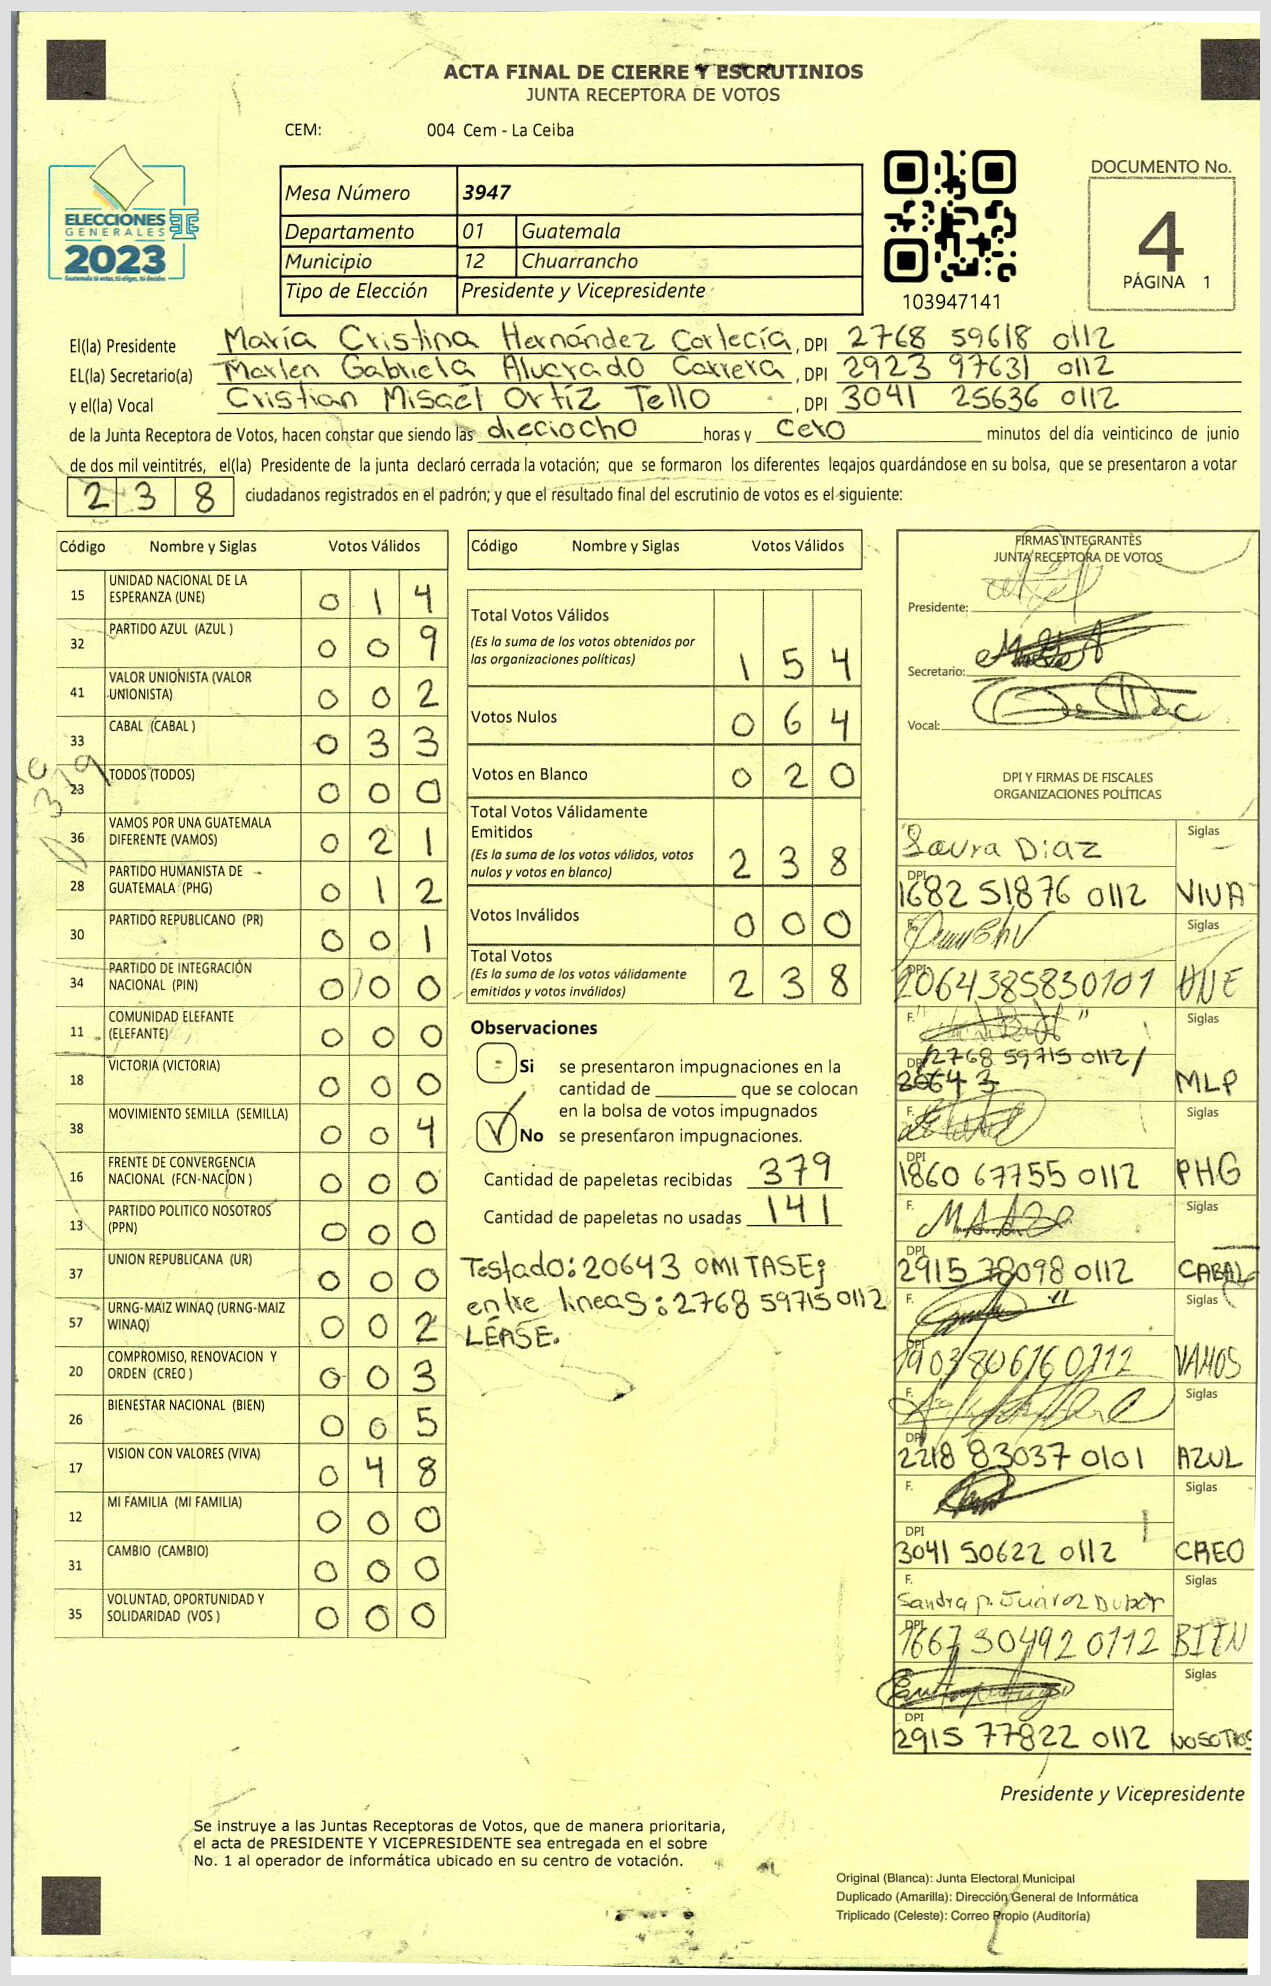 ACTA FINAL DE CIERRE Y ESCRUTINIOS
JUNTA RECEPTORA DE VOTOS
CEM: 004 Cem - La Ceiba
ELECCIONES
GENERALES
2023
Mesa Número 3947
Departamento 01 Guatemala
Municipio 12 Chuarrancho
Tipo de Elección Presidente y Vicepresidente
103947141
DOCUMENTO No.
4
PÁGINA 1
El(la) Presidente María Cristina Hernández Cortecía, DPI 2768 59618 0112
EL(la) Secretario(a) Marlen Gabriela Alvarado Carrera, DPI 2923 97631 0112
y el(la) Vocal Cristian Misael Ortíz Tello, DPI 3041 25636 0112
de la Junta Receptora de Votos, hacen constar que siendo las dieciocho horas y cero minutos del día veinticinco de junio
de dos mil veintitrés, el(la) Presidente de la junta declaró cerrada la votación; que se formaron los diferentes legajos guardándose en su bolsa, que se presentaron a votar
238 ciudadanos registrados en el padrón; y que el resultado final del escrutinio de votos es el siguiente:
Código Nombre y Siglas Votos Válidos
15 UNIDAD NACIONAL DE LA
ESPERANZA (UNE) 0 1 4
32 PARTIDO AZUL (AZUL ) 0 0 9
41 VALOR UNIONISTA (VALOR
UNIONISTA) 0 0 2
33 CABAL (CABAL ) 0 3 3
23 TODOS (TODOS) 0 0 0
36 VAMOS POR UNA GUATEMALA
DIFERENTE (VAMOS) 0 2 1
28 PARTIDO HUMANISTA DE
GUATEMALA (PHG) 0 1 2
30 PARTIDO REPUBLICANO (PR) 0 0 1
34 PARTIDO DE INTEGRACIÓN
NACIONAL (PIN) 0 0 0
11 COMUNIDAD ELEFANTE
(ELEFANTE) 0 0 0
18 VICTORIA (VICTORIA) 0 0 0
38 MOVIMIENTO SEMILLA (SEMILLA) 0 0 4
16 FRENTE DE CONVERGENCIA
NACIONAL (FCN-NACION ) 0 0 0
13 PARTIDO POLITICO NOSOTROS
(PPN) 0 0 0
37 UNION REPUBLICANA (UR) 0 0 0
57 URNG-MAIZ WINAQ (URNG-MAIZ
WINAQ) 0 0 2
20 COMPROMISO, RENOVACION Y
ORDEN (CREO ) 0 0 3
26 BIENESTAR NACIONAL (BIEN) 0 0 5
17 VISION CON VALORES (VIVA) 0 4 8
12 MI FAMILIA (MI FAMILIA) 0 0 0
31 CAMBIO (CAMBIO) 0 0 0
35 VOLUNTAD, OPORTUNIDAD Y
SOLIDARIDAD (VOS ) 0 0 0
Código Nombre y Siglas Votos Válidos
Total Votos Válidos
(Es la suma de los votos obtenidos por
las organizaciones políticas) 1 5 4
Votos Nulos 0 6 4
Votos en Blanco 0 2 0
Total Votos Válidamente
Emitidos
(Es la suma de los votos válidos, votos
nulos y votos en blanco) 2 3 8
Votos Inválidos 0 0 0
Total Votos
(Es la suma de los votos válidamente
emitidos y votos inválidos) 2 3 8
Observaciones
Si se presentaron impugnaciones en la
cantidad de ________ que se colocan
en la bolsa de votos impugnados
No se presentaron impugnaciones.
Cantidad de papeletas recibidas 379
Cantidad de papeletas no usadas 141
Testado: 20643 OMITASE;
entre lineas: 2768 59715 0112
LÉASE.
FIRMAS INTEGRANTES
JUNTA RECEPTORA DE VOTOS
Presidente:
Secretario:
Vocal:
DPI Y FIRMAS DE FISCALES
ORGANIZACIONES POLÍTICAS
F. Siglas
Laura Diaz
DPI
1682 51876 0112 VIVA
Siglas
DPI
2064385830101 UNE
F. Siglas
/2768 59715 0112/
DPI
20643 MLP
F. Siglas
DPI
1860 67755 0112 PHG
F. Siglas
DPI
2915 78098 0112 CABAL
F. Siglas
DPI
1903806160112 VAMOS
Siglas
DPI
2218 83037 0101 AZUL
F. Siglas
DPI
3041 50622 0112 CREO
F. Siglas
Sandra p. Juárez
DPI
1667 30492 0112 BIEN
Siglas
DPI
2915 77822 0112 NOSOTROS
Presidente y Vicepresidente
Se instruye a las Juntas Receptoras de Votos, que de manera prioritaria,
el acta de PRESIDENTE Y VICEPRESIDENTE sea entregada en el sobre
No. 1 al operador de informática ubicado en su centro de votación.
Original (Blanca): Junta Electoral Municipal
Duplicado (Amarilla): Dirección General de Informática
Triplicado (Celeste): Correo Propio (Auditoría)